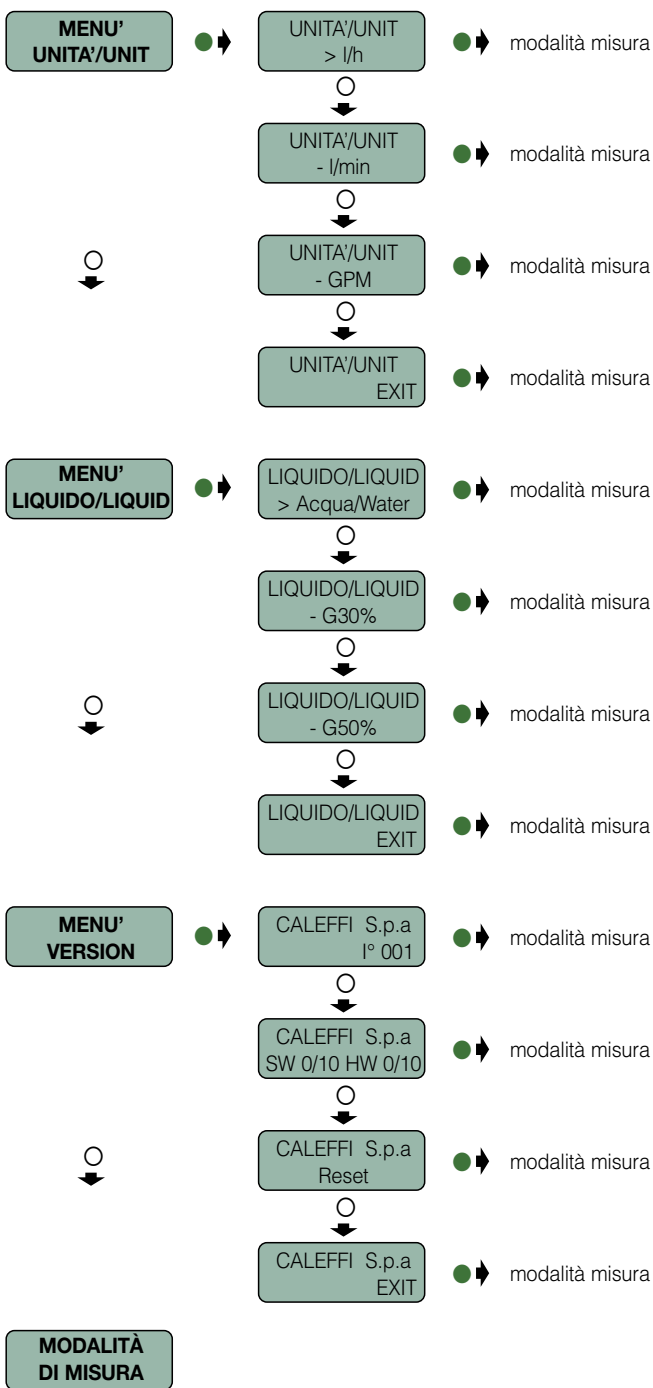 MENU'
UNITA'/UNIT
UNITA'/UNIT
> l/h
modalità misura
UNITA'/UNIT
- l/min
modalità misura
UNITA'/UNIT
- GPM
modalità misura
UNITA'/UNIT
EXIT
modalità misura
MENU'
LIQUIDO/LIQUID
LIQUIDO/LIQUID
> Acqua/Water
modalità misura
LIQUIDO/LIQUID
- G30%
modalità misura
LIQUIDO/LIQUID
- G50%
modalità misura
LIQUIDO/LIQUID
EXIT
modalità misura
MENU'
VERSION
CALEFFI S.p.a
I° 001
modalità misura
CALEFFI S.p.a
SW 0/10 HW 0/10
modalità misura
CALEFFI S.p.a
Reset
modalità misura
CALEFFI S.p.a
EXIT
modalità misura
MODALITÀ
DI MISURA